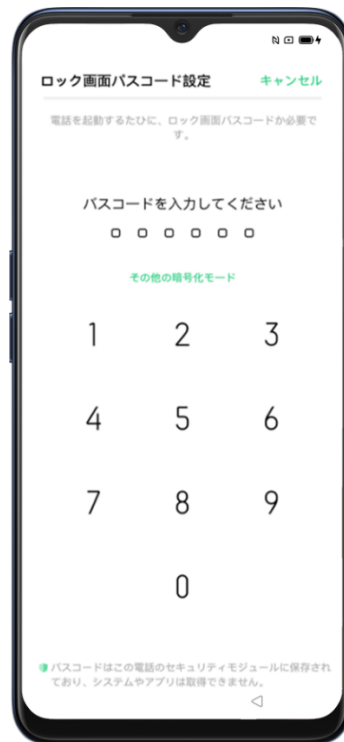 ロック画面パスコード設定 キャンセル
電話を起動するたひに、ロック画面パスコードか必要で
す。
パスコードを入力してください
その他の暗号化モード
1 2 3
4 5 6
7 8 9
0
パスコードはこの電話のセキュリティモジュールに保存され
ており、システムやアプリは取得できません。